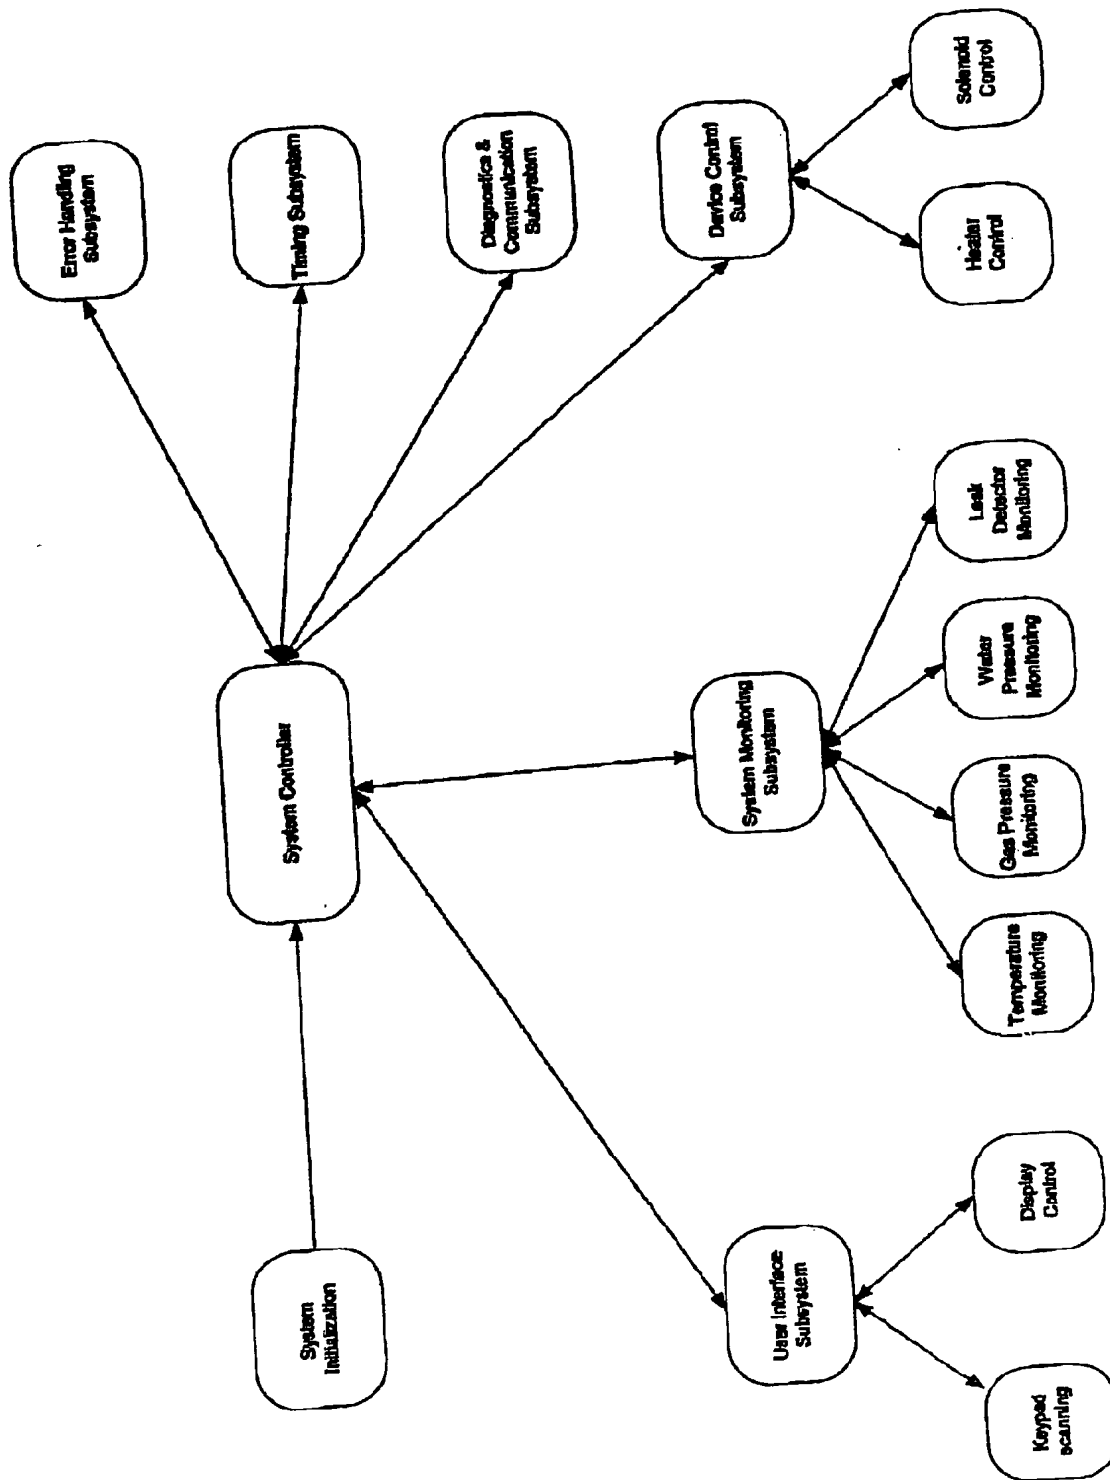 Error Handling
Subsystem
Timing Subsystem
Diagnostics &
Communication
Subsystem
System Controller
System
Initialization
Device Control
Subsystem
System Monitoring
Subsystem
User Interface
Subsystem
Solenoid
Control
Heater
Control
Leak
Detector
Monitoring
Water
Pressure
Monitoring
Gas Pressure
Monitoring
Temperature
Monitoring
Display
Control
Keypad
scanning